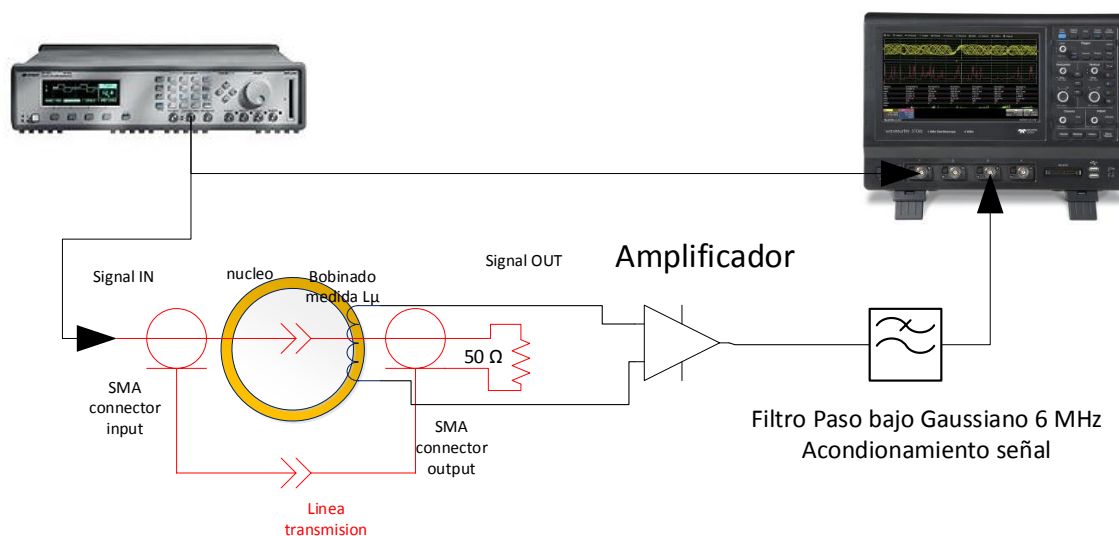 Signal IN
nucleo
Bobinado
medida Lµ
Signal OUT
Amplificador
50 Ω
SMA
connector
input
SMA
connector
output
Filtro Paso bajo Gaussiano 6 MHz
Acondionamiento señal
Linea
transmision